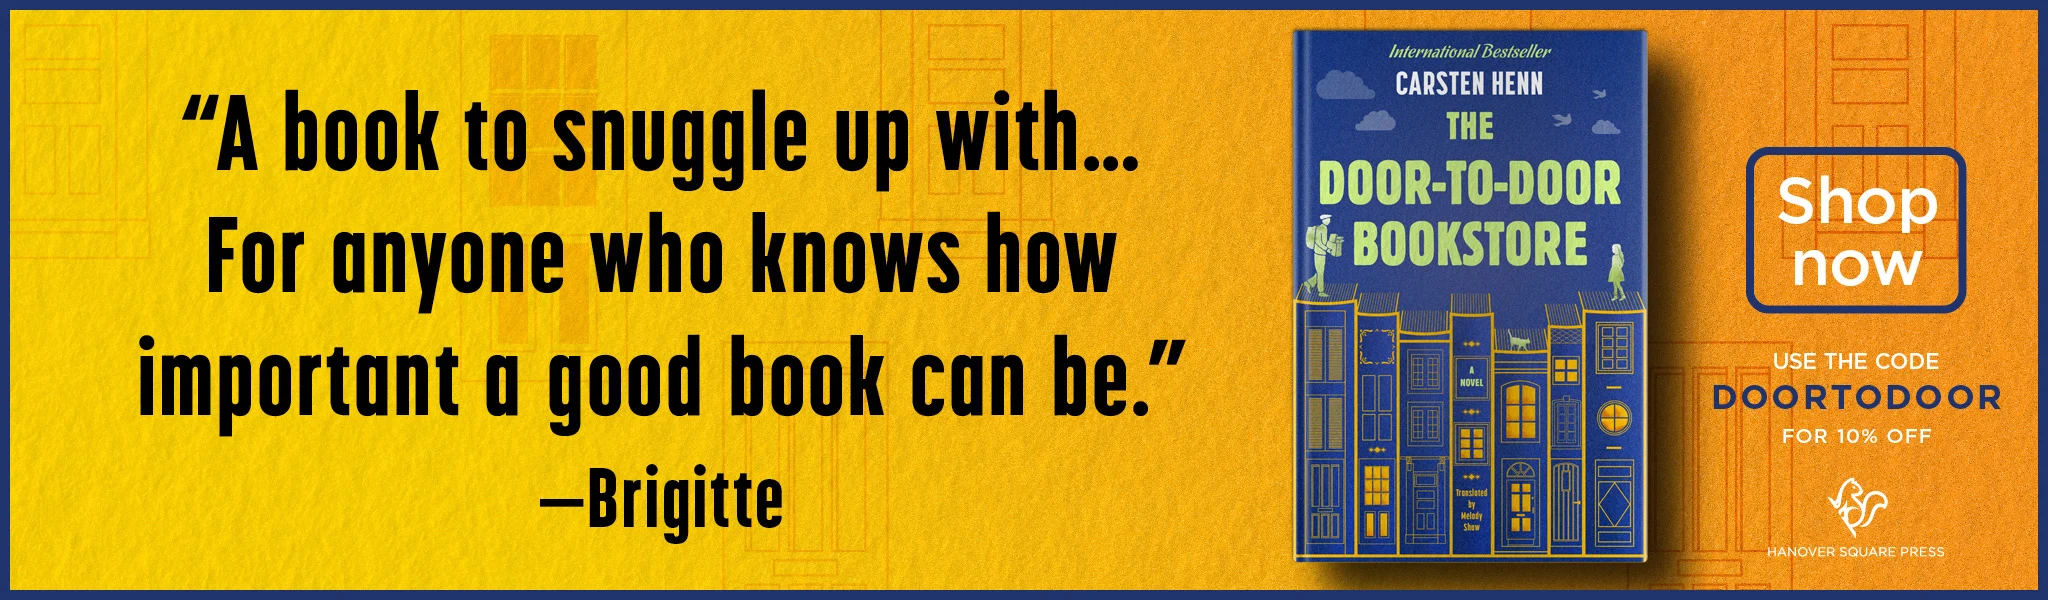 “A book to snuggle up with...
For anyone who knows how
important a good book can be.”
—Brigitte
International Bestseller
CARSTEN HENN
THE
DOOR-TO-DOOR
BOOKSTORE
A
NOVEL
Translated
by
Melody
Shaw
Shop
now
USE THE CODE
DOORTODOOR
FOR 10% OFF
HANOVER SQUARE PRESS